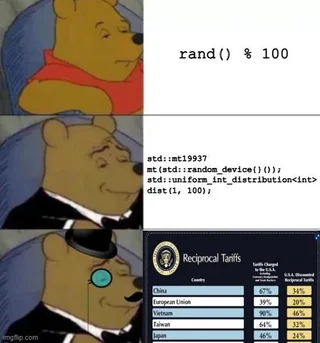 rand() % 100
std::mt19937
mt(std::random_device{}());
std::uniform_int_distribution<int>
dist(1, 100);
Reciprocal Tariffs
Tariffs Charged
to the U.S.A.
Including
Currency Manipulation
and Trade Barriers
U.S.A. Discounted
Reciprocal Tariffs
Country
China 67% 34%
European Union 39% 20%
Vietnam 90% 46%
Taiwan 64% 32%
Japan 46% 24%
imgflip.com